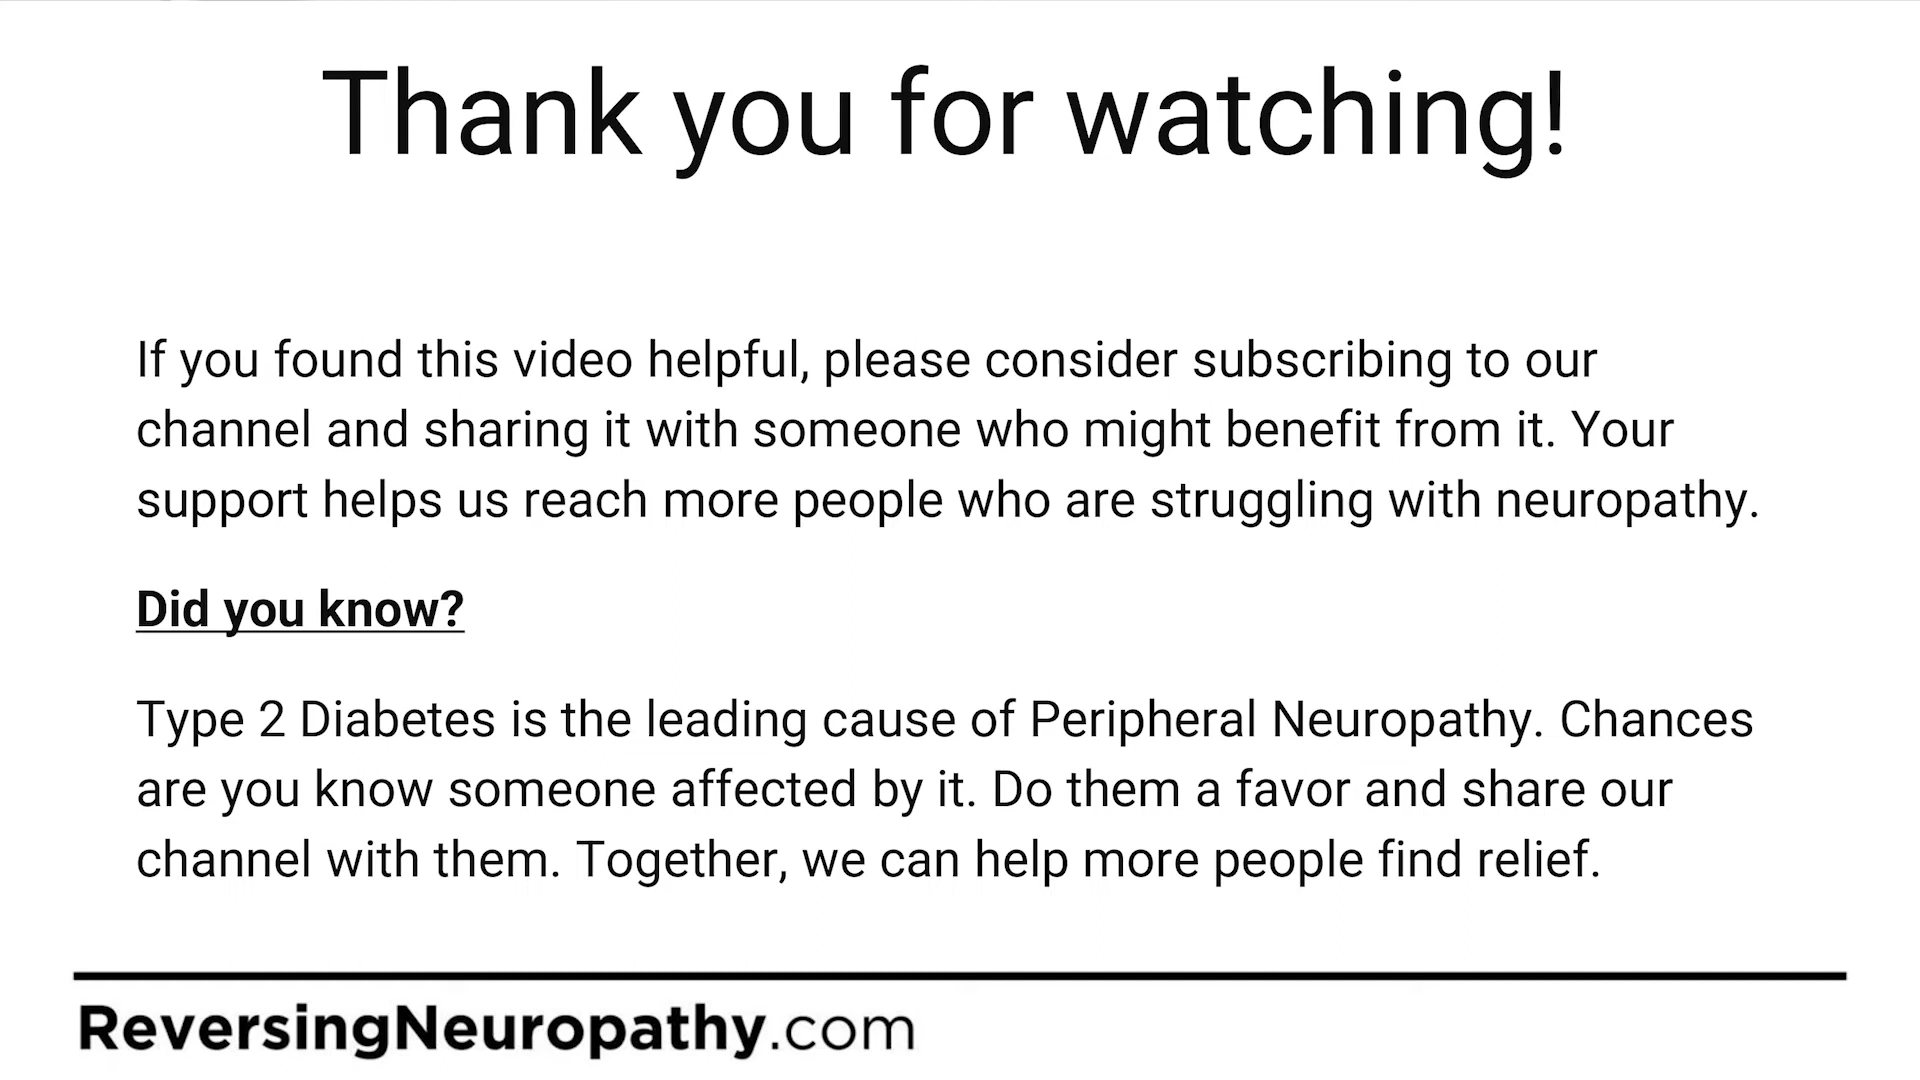 Thank you for watching!
If you found this video helpful, please consider subscribing to our
channel and sharing it with someone who might benefit from it. Your
support helps us reach more people who are struggling with neuropathy.
Did you know?
Type 2 Diabetes is the leading cause of Peripheral Neuropathy. Chances
are you know someone affected by it. Do them a favor and share our
channel with them. Together, we can help more people find relief.
ReversingNeuropathy.com